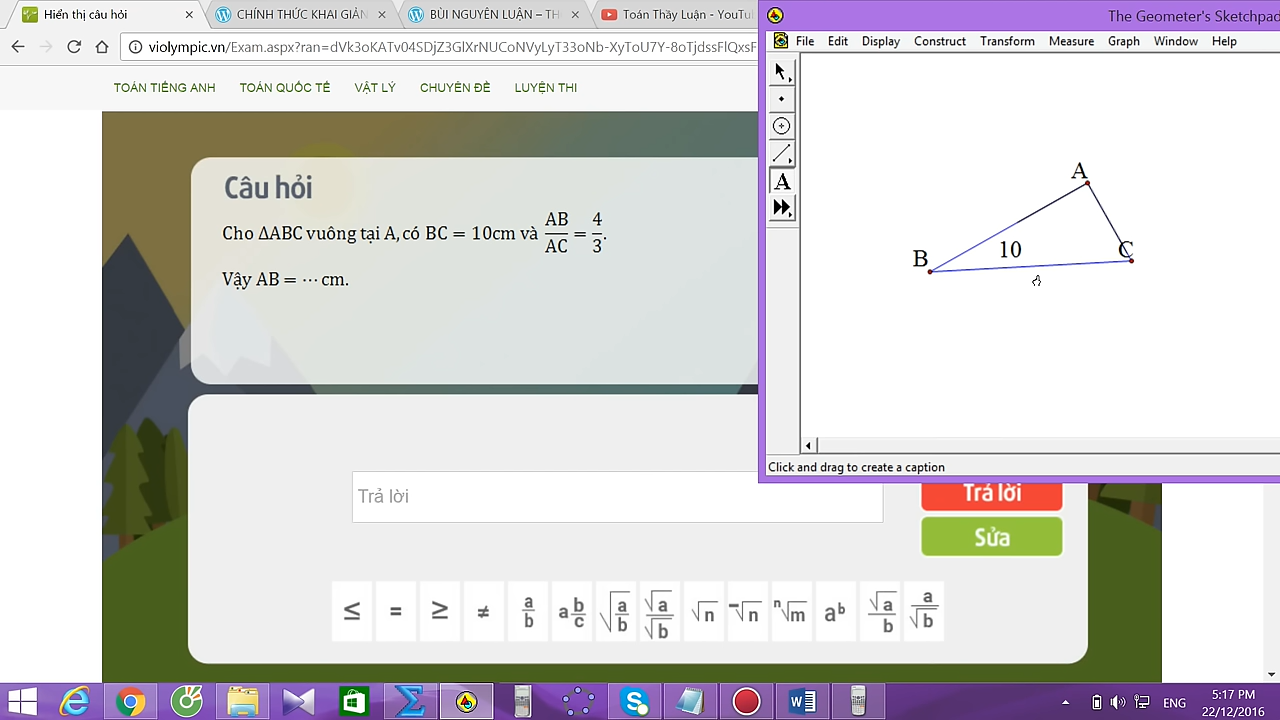 Hiển thị câu hỏi
CHÍNH THỨC KHAI GIẢN
BÙI NGUYÊN LUẬN – TH
Toán Thầy Luận - YouTu
violympic.vn/Exam.aspx?ran=
TOÁN TIẾNG ANH TOÁN QUỐC TẾ VẬT LÝ CHUYÊN ĐỀ LUYỆN THI
Câu hỏi
Cho ΔABC vuông tại A, có BC = 10cm và AB/AC = 4/3.
Vậy AB = ⋯ cm.
Trả lời
Trả lời
Sửa
≤ = ≥ ≠ a/b a b/c √(a/b) √a/√b √n −√n ⁿ√m aᵇ √a/b a/√b
The Geometer's Sketchpad
File Edit Display Construct Transform Measure Graph Window Help
A
A
B
10
C
Click and drag to create a caption
ENG
5:17 PM
22/12/2016